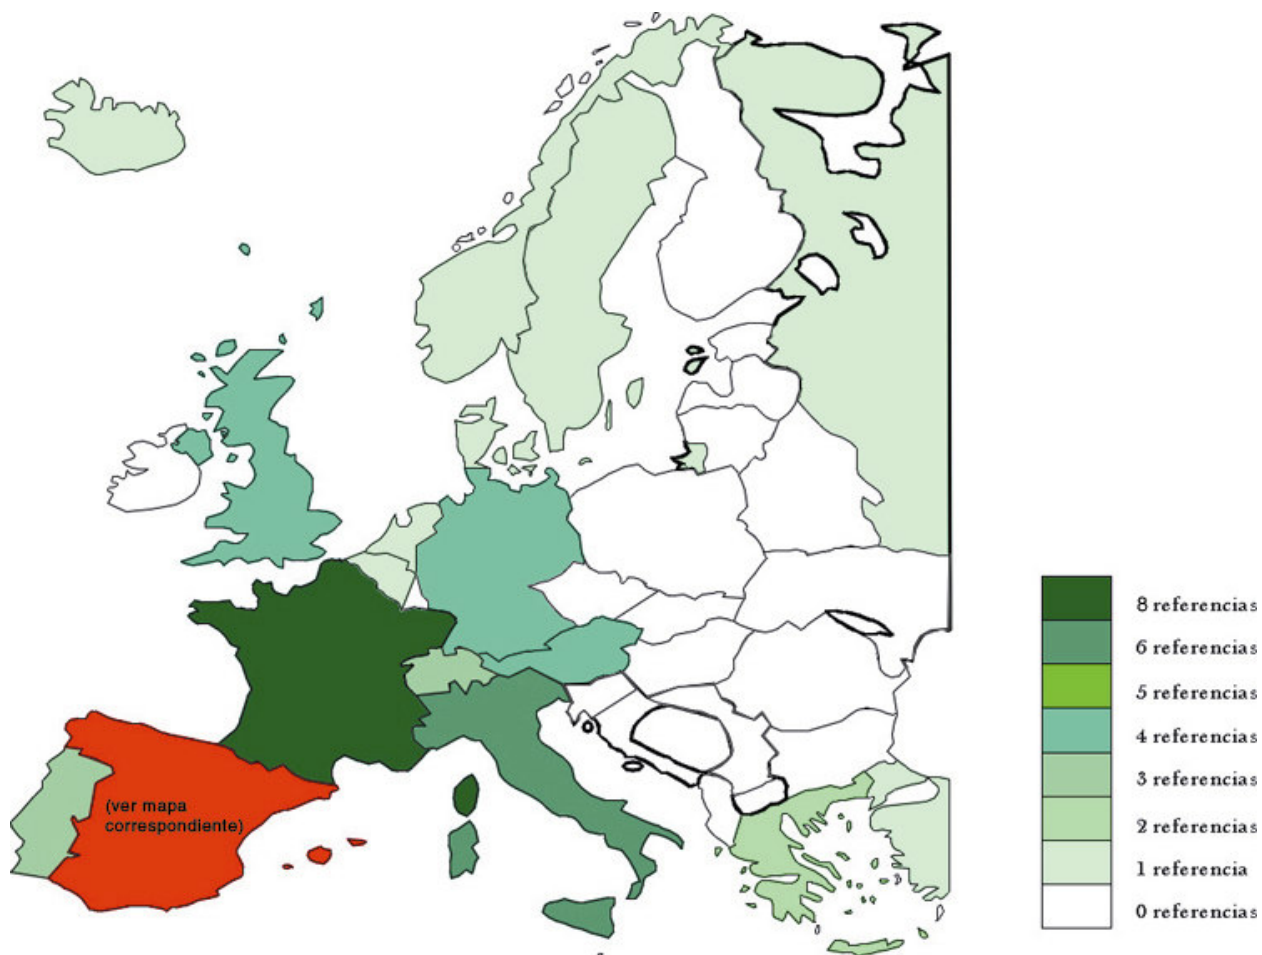 (ver mapa
correspondiente)
8 referencias
6 referencias
5 referencias
4 referencias
3 referencias
2 referencias
1 referencia
0 referencias